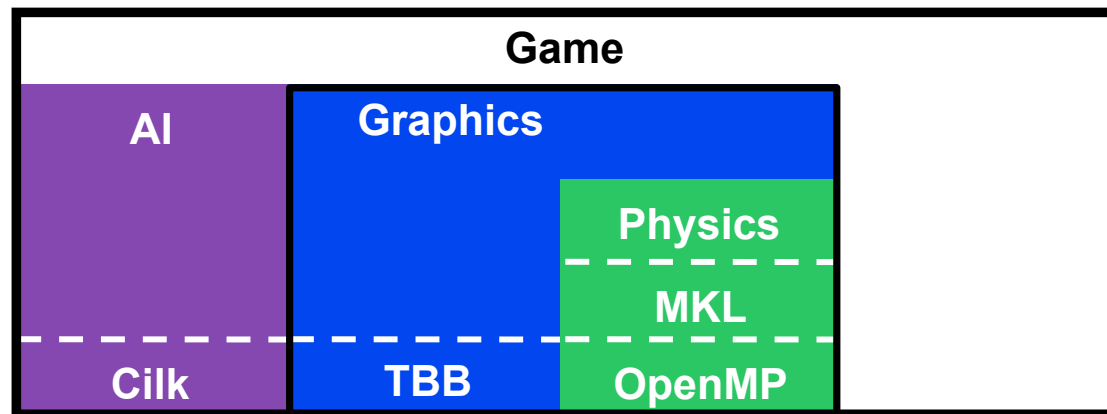 Game
AI
Graphics
Physics
MKL
Cilk
TBB
OpenMP